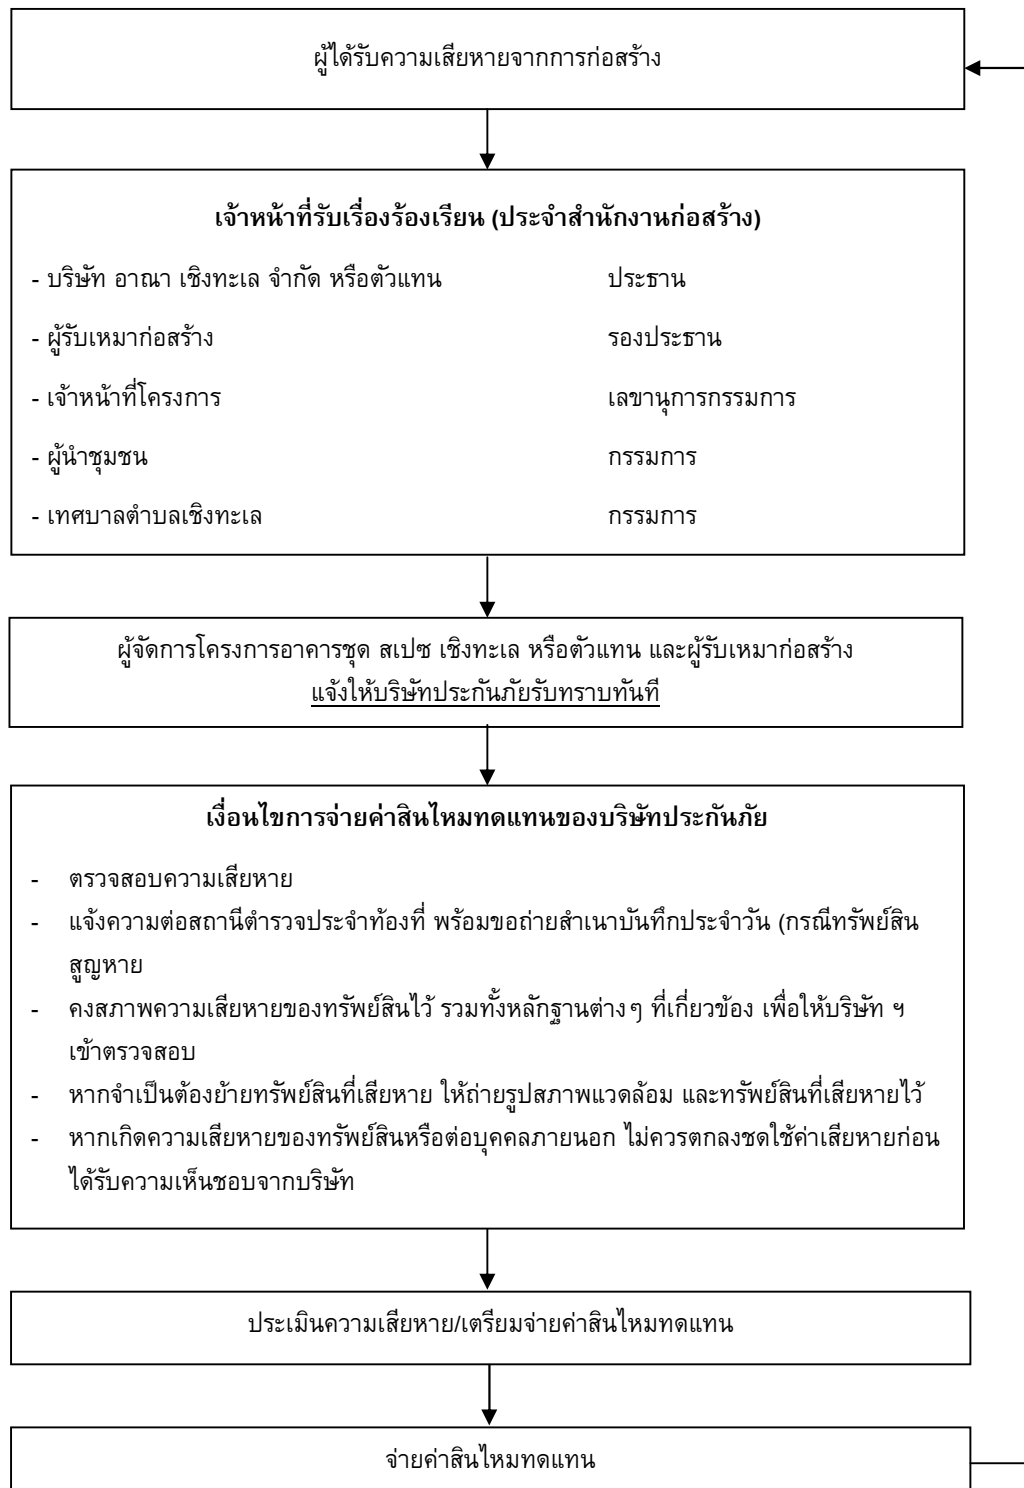 ผู้ได้รับความเสียหายจากการก่อสร้าง
เจ้าหน้าที่รับเรื่องร้องเรียน (ประจำสำนักงานก่อสร้าง)
- บริษัท อาณา เชิงทะเล จำกัด หรือตัวแทน ประธาน
- ผู้รับเหมาก่อสร้าง รองประธาน
- เจ้าหน้าที่โครงการ เลขานุการกรรมการ
- ผู้นำชุมชน กรรมการ
- เทศบาลตำบลเชิงทะเล กรรมการ
ผู้จัดการโครงการอาคารชุด สเปซ เชิงทะเล หรือตัวแทน และผู้รับเหมาก่อสร้าง
แจ้งให้บริษัทประกันภัยรับทราบทันที
เงื่อนไขการจ่ายค่าสินไหมทดแทนของบริษัทประกันภัย
- ตรวจสอบความเสียหาย
- แจ้งความต่อสถานีตำรวจประจำท้องที่ พร้อมขอถ่ายสำเนาบันทึกประจำวัน (กรณีทรัพย์สิน
สูญหาย
- คงสภาพความเสียหายของทรัพย์สินไว้ รวมทั้งหลักฐานต่างๆ ที่เกี่ยวข้อง เพื่อให้บริษัท ฯ
เข้าตรวจสอบ
- หากจำเป็นต้องย้ายทรัพย์สินที่เสียหาย ให้ถ่ายรูปสภาพแวดล้อม และทรัพย์สินที่เสียหายไว้
- หากเกิดความเสียหายของทรัพย์สินหรือต่อบุคคลภายนอก ไม่ควรตกลงชดใช้ค่าเสียหายก่อน
ได้รับความเห็นชอบจากบริษัท
ประเมินความเสียหาย/เตรียมจ่ายค่าสินไหมทดแทน
จ่ายค่าสินไหมทดแทน